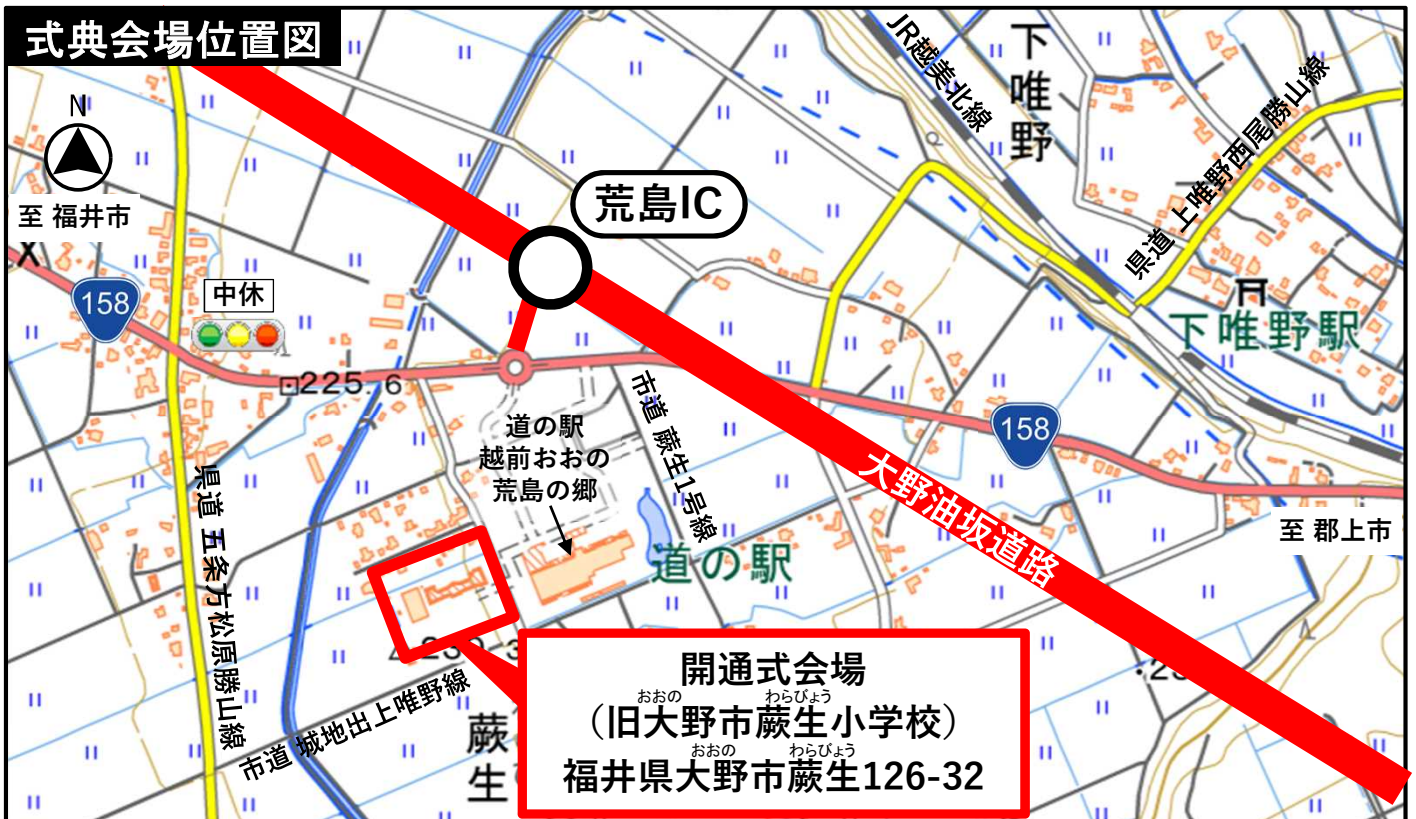 式典会場位置図
N
至 福井市
158
中休
225.6
荒島IC
JR越美北線
下唯野
県道 上唯野西尾勝山線
下唯野駅
158
至 郡上市
大野油坂道路
市道 蕨生1号線
道の駅
越前おおの
荒島の郷
道の駅
県道 五条方松原勝山線
市道 城地出上唯野線
蕨生
開通式会場
おおの わらびょう
（旧大野市蕨生小学校）
おおの わらびょう
福井県大野市蕨生126-32